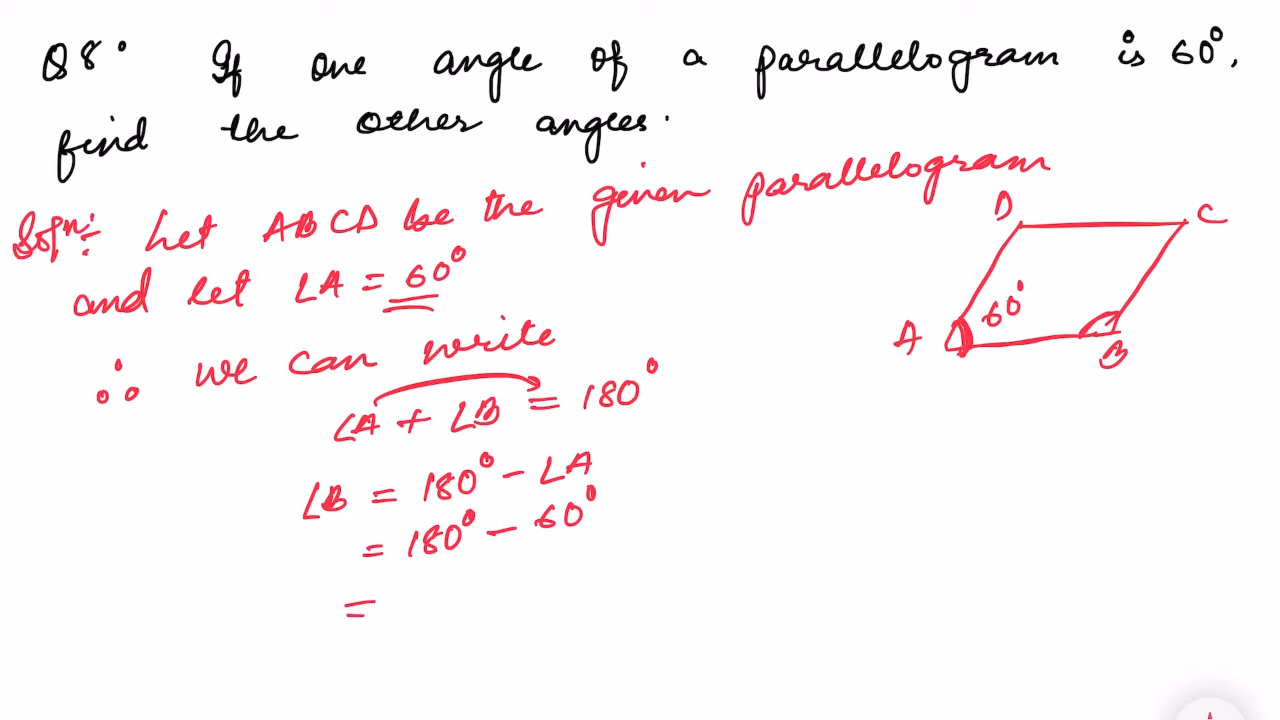 Q8° If one angle of a parallelogram is 60°,
find the other angles.
Sol^n:- Let ABCD be the given parallelogram
and let ∠A = 60°
∴ we can write
∠A + ∠B = 180°
∠B = 180° - ∠A
= 180° - 60°
=
D
C
60°
A
B